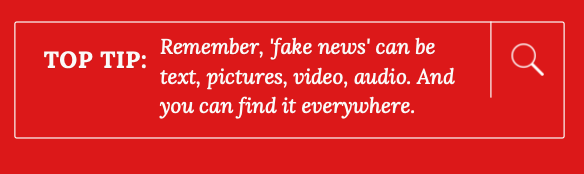 TOP TIP:
Remember, 'fake news' can be
text, pictures, video, audio. And
you can find it everywhere.